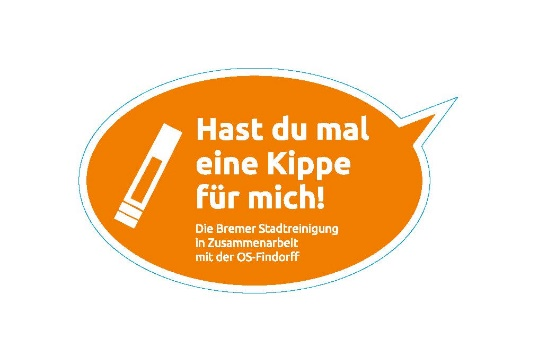 Hast du mal
eine Kippe
für mich!
Die Bremer Stadtreinigung
in Zusammenarbeit
mit der OS-Findorff